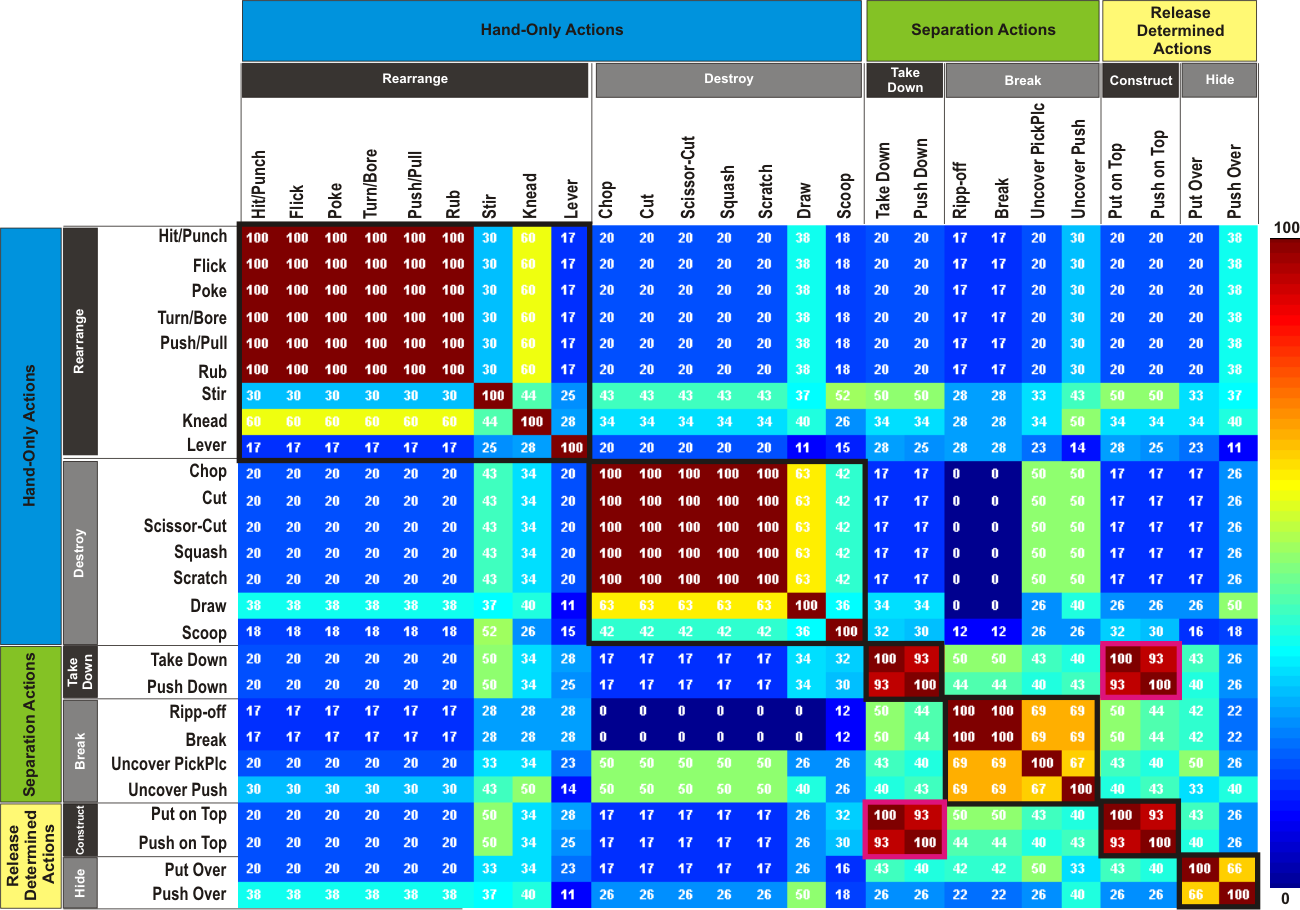 Hand-Only Actions
Separation Actions
Release
Determined
Actions
Rearrange
Destroy
Take
Down
Break
Construct
Hide
Hit/Punch
Flick
Poke
Turn/Bore
Push/Pull
Rub
Stir
Knead
Lever
Chop
Cut
Scissor-Cut
Squash
Scratch
Draw
Scoop
Take Down
Push Down
Ripp-off
Break
Uncover PickPlc
Uncover Push
Put on Top
Push on Top
Put Over
Push Over
Hand-Only Actions
Rearrange
Hit/Punch 100 100 100 100 100 100 30 60 17 20 20 20 20 20 38 18 20 20 17 17 20 30 20 20 20 38
Flick 100 100 100 100 100 100 30 60 17 20 20 20 20 20 38 18 20 20 17 17 20 30 20 20 20 38
Poke 100 100 100 100 100 100 30 60 17 20 20 20 20 20 38 18 20 20 17 17 20 30 20 20 20 38
Turn/Bore 100 100 100 100 100 100 30 60 17 20 20 20 20 20 38 18 20 20 17 17 20 30 20 20 20 38
Push/Pull 100 100 100 100 100 100 30 60 17 20 20 20 20 20 38 18 20 20 17 17 20 30 20 20 20 38
Rub 100 100 100 100 100 100 30 60 17 20 20 20 20 20 38 18 20 20 17 17 20 30 20 20 20 38
Stir 30 30 30 30 30 30 100 44 25 43 43 43 43 43 37 52 50 50 28 28 33 43 50 50 33 37
Knead 60 60 60 60 60 60 44 100 28 34 34 34 34 34 40 26 34 34 28 28 34 50 34 34 34 40
Lever 17 17 17 17 17 17 25 28 100 20 20 20 20 20 11 15 28 25 28 28 23 14 28 25 23 11
Destroy
Chop 20 20 20 20 20 20 43 34 20 100 100 100 100 100 63 42 17 17 0 0 50 50 17 17 17 26
Cut 20 20 20 20 20 20 43 34 20 100 100 100 100 100 63 42 17 17 0 0 50 50 17 17 17 26
Scissor-Cut 20 20 20 20 20 20 43 34 20 100 100 100 100 100 63 42 17 17 0 0 50 50 17 17 17 26
Squash 20 20 20 20 20 20 43 34 20 100 100 100 100 100 63 42 17 17 0 0 50 50 17 17 17 26
Scratch 20 20 20 20 20 20 43 34 20 100 100 100 100 100 63 42 17 17 0 0 50 50 17 17 17 26
Draw 38 38 38 38 38 38 37 40 11 63 63 63 63 63 100 36 34 34 0 0 26 40 26 26 26 50
Scoop 18 18 18 18 18 18 52 26 15 42 42 42 42 42 36 100 32 30 12 12 26 26 32 30 16 18
Separation Actions
Take
Down
Take Down 20 20 20 20 20 20 50 34 28 17 17 17 17 17 34 32 100 93 50 50 43 40 100 93 43 26
Push Down 20 20 20 20 20 20 50 34 25 17 17 17 17 17 34 30 93 100 44 44 40 43 93 100 40 26
Break
Ripp-off 17 17 17 17 17 17 28 28 28 0 0 0 0 0 0 12 50 44 100 100 69 69 50 44 42 22
Break 17 17 17 17 17 17 28 28 28 0 0 0 0 0 0 12 50 44 100 100 69 69 50 44 42 22
Uncover PickPlc 20 20 20 20 20 20 33 34 23 50 50 50 50 50 26 26 43 40 69 69 100 67 43 40 50 26
Uncover Push 30 30 30 30 30 30 43 50 14 50 50 50 50 50 40 26 40 43 69 69 67 100 40 43 33 40
Release
Determined
Actions
Construct
Put on Top 20 20 20 20 20 20 50 34 28 17 17 17 17 17 26 32 100 93 50 50 43 40 100 93 43 26
Push on Top 20 20 20 20 20 20 50 34 25 17 17 17 17 17 26 30 93 100 44 44 40 43 93 100 40 26
Hide
Put Over 20 20 20 20 20 20 33 34 23 17 17 17 17 17 26 16 43 40 42 42 50 33 43 40 100 66
Push Over 38 38 38 38 38 38 37 40 11 26 26 26 26 26 50 18 26 26 22 22 26 40 26 26 66 100
100
0